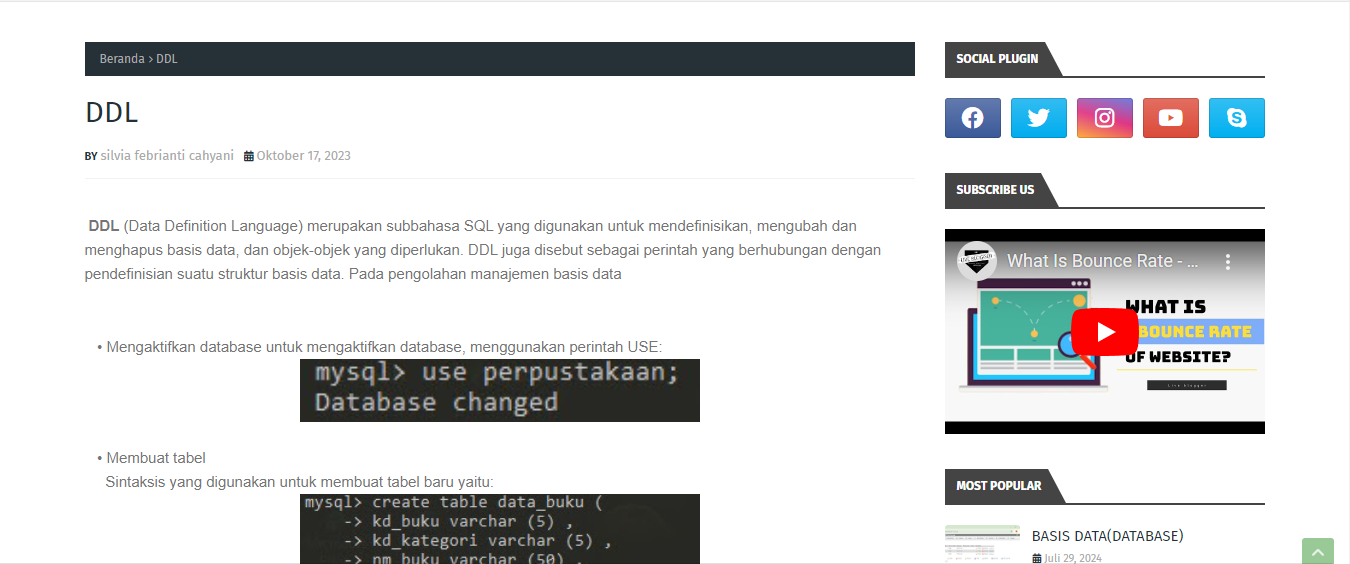 Beranda > DDL
DDL
BY silvia febrianti cahyani Oktober 17, 2023
DDL (Data Definition Language) merupakan subbahasa SQL yang digunakan untuk mendefinisikan, mengubah dan
menghapus basis data, dan objek-objek yang diperlukan. DDL juga disebut sebagai perintah yang berhubungan dengan
pendefinisian suatu struktur basis data. Pada pengolahan manajemen basis data
• Mengaktifkan database untuk mengaktifkan database, menggunakan perintah USE:
mysql> use perpustakaan;
Database changed
• Membuat tabel
Sintaksis yang digunakan untuk membuat tabel baru yaitu:
mysql> create table data_buku (
-> kd_buku varchar (5) ,
-> kd_kategori varchar (5) ,
-> nm_buku varchar (50) ,
SOCIAL PLUGIN
SUBSCRIBE US
What Is Bounce Rate - ...
WHAT IS
BOUNCE RATE
OF WEBSITE?
MOST POPULAR
BASIS DATA(DATABASE)
Juli 29, 2024